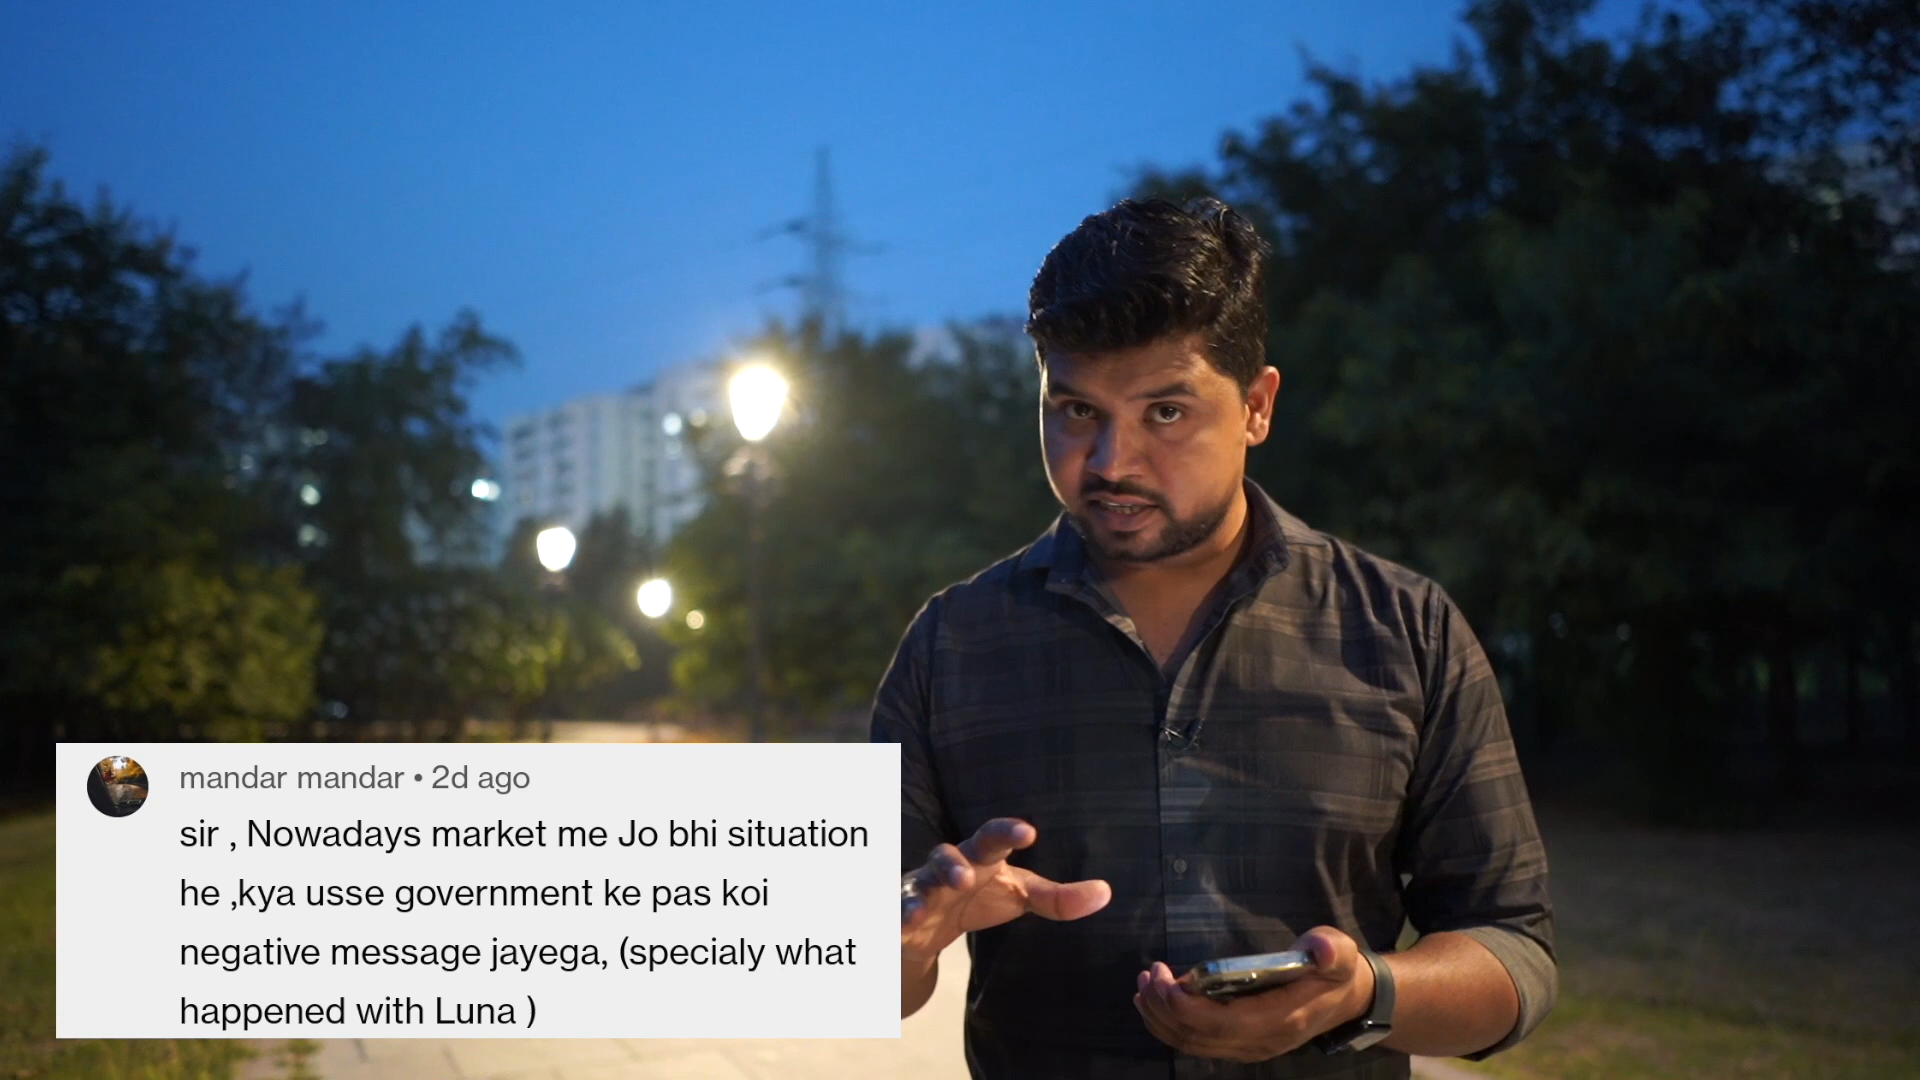 mandar mandar • 2d ago
sir , Nowadays market me Jo bhi situation
he ,kya usse government ke pas koi
negative message jayega, (specialy what
happened with Luna )